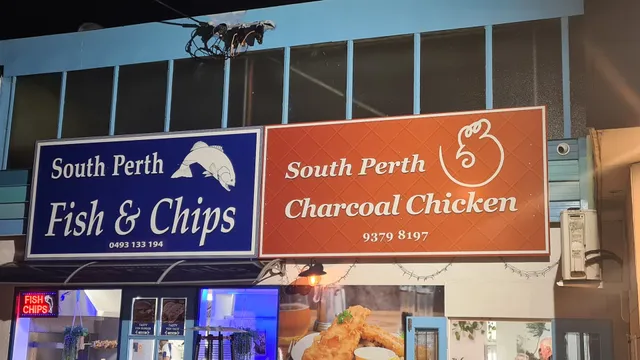 South Perth
Fish & Chips
0493 133 194
South Perth
Charcoal Chicken
9379 8197
FISH
CHIPS